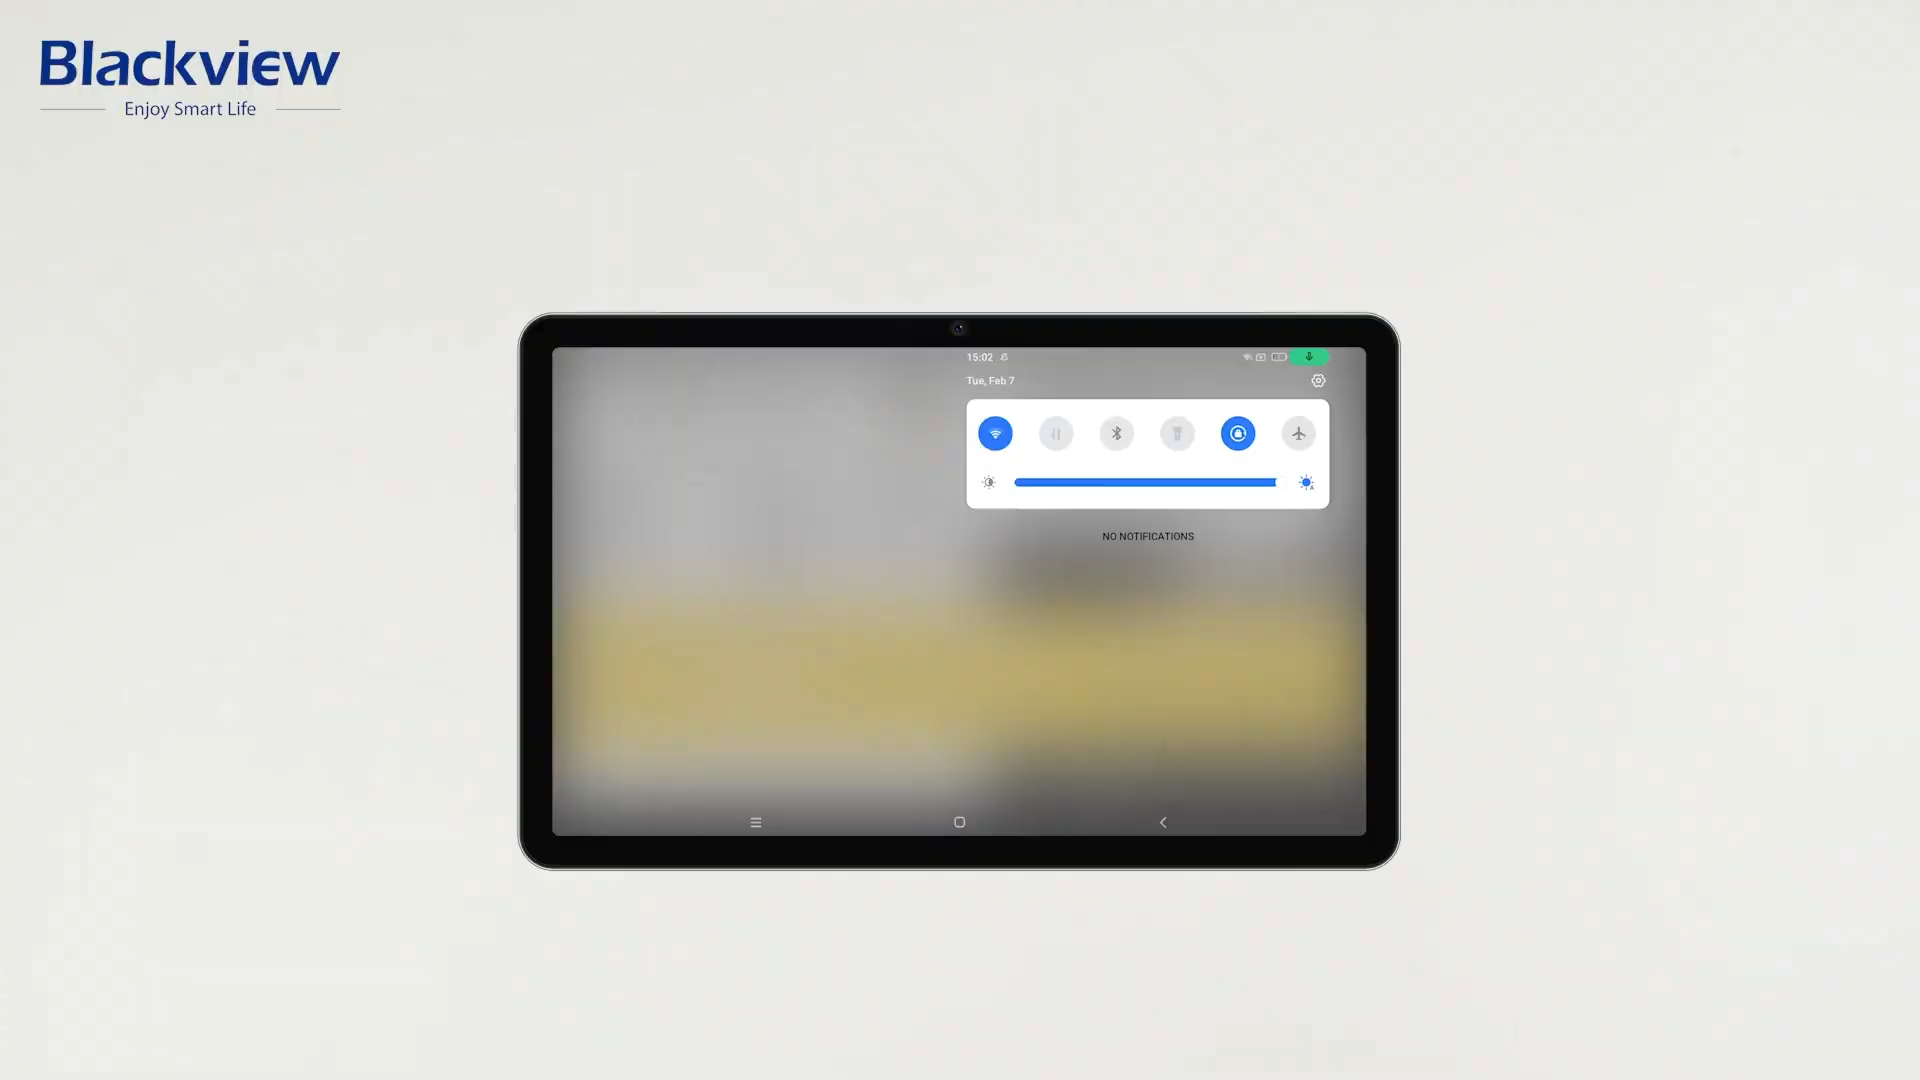 Blackview
Enjoy Smart Life
15:02
Tue, Feb 7
NO NOTIFICATIONS